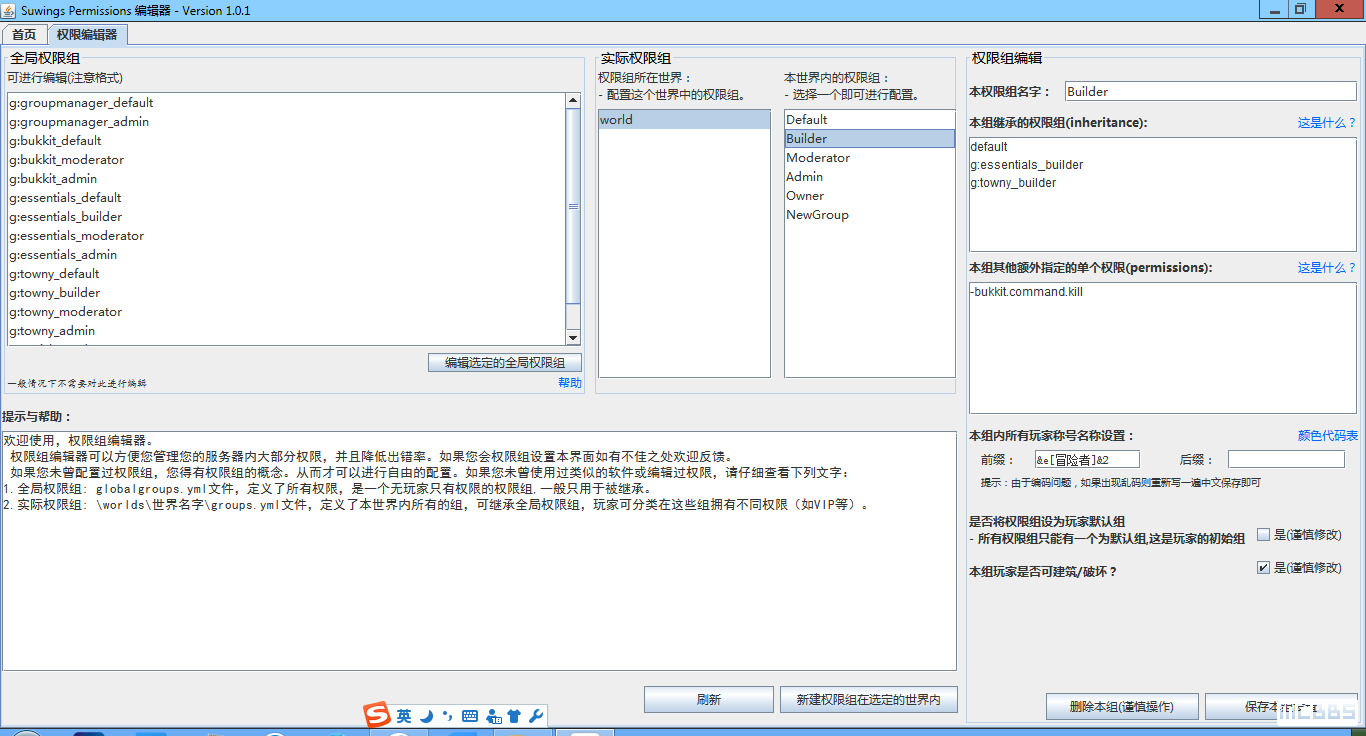 Suwings Permissions 编辑器 - Version 1.0.1
首页
权限编辑器
全局权限组
可进行编辑(注意格式)
g:groupmanager_default
g:groupmanager_admin
g:bukkit_default
g:bukkit_moderator
g:bukkit_admin
g:essentials_default
g:essentials_builder
g:essentials_moderator
g:essentials_admin
g:towny_default
g:towny_builder
g:towny_moderator
g:towny_admin
编辑选定的全局权限组
一般情况下不需要对此进行编辑
帮助
实际权限组
权限组所在世界：
- 配置这个世界中的权限组。
world
本世界内的权限组：
- 选择一个即可进行配置。
Default
Builder
Moderator
Admin
Owner
NewGroup
提示与帮助：
欢迎使用，权限组编辑器。
权限组编辑器可以方便您管理您的服务器内大部分权限，并且降低出错率。如果您会权限组设置本界面如有不佳之处欢迎反馈。
如果您未曾配置过权限组，您得有权限组的概念。从而才可以进行自由的配置。如果您未曾使用过类似的软件或编辑过权限，请仔细查看下列文字：
1. 全局权限组: globalgroups.yml文件，定义了所有权限，是一个无玩家只有权限的权限组. 一般只用于被继承。
2. 实际权限组: \worlds\世界名字\groups.yml文件，定义了本世界内所有的组，可继承全局权限组，玩家可分类在这些组拥有不同权限（如VIP等）。
刷新
新建权限组在选定的世界内
权限组编辑
本权限组名字：
Builder
本组继承的权限组(inheritance):
这是什么？
default
g:essentials_builder
g:towny_builder
本组其他额外指定的单个权限(permissions):
这是什么？
-bukkit.command.kill
本组内所有玩家称号名称设置：
颜色代码表
前缀：
&e[冒险者]&2
后缀：
提示：由于编码问题，如果出现乱码则重新写一遍中文保存即可
是否将权限组设为玩家默认组
- 所有权限组只能有一个为默认组,这是玩家的初始组
是(谨慎修改)
本组玩家是否可建筑/破坏？
是(谨慎修改)
删除本组(谨慎操作)
保存本
MCBBS
英